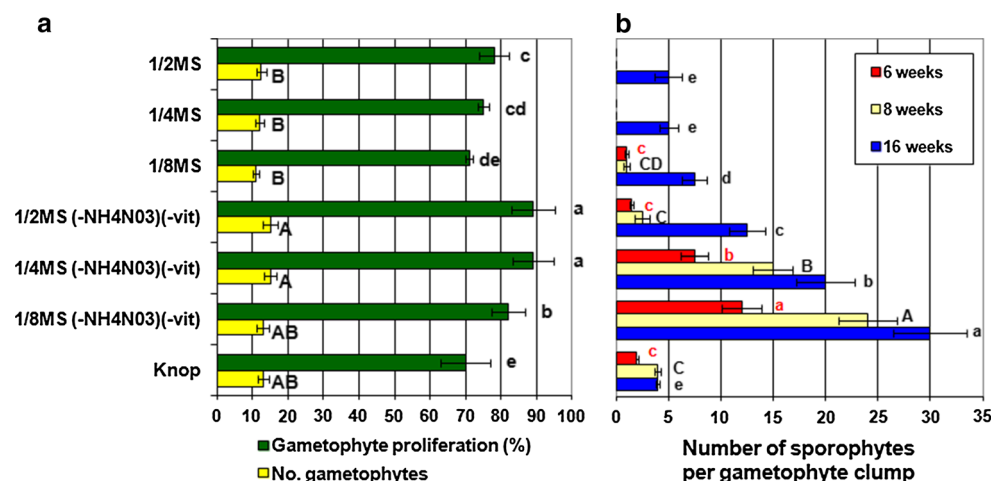 a
b
1/2MS
c
B
e
6 weeks
8 weeks
16 weeks
1/4MS
cd
B
e
1/8MS
de
B
c
CD
d
1/2MS (-NH4N03)(-vit)
a
A
c
C
c
1/4MS (-NH4N03)(-vit)
a
A
b
B
b
1/8MS (-NH4N03)(-vit)
b
AB
a
A
a
Knop
e
AB
c
C
e
0 10 20 30 40 50 60 70 80 90 100
0 5 10 15 20 25 30 35
Gametophyte proliferation (%)
No. gametophytes
Number of sporophytes
per gametophyte clump